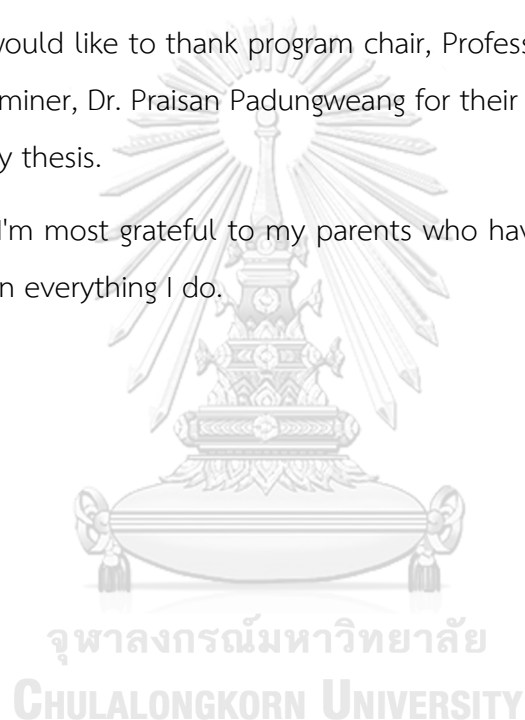 would like to thank program chair, Profess
miner, Dr. Praisan Padungweang for their
y thesis.
I'm most grateful to my parents who hav
n everything I do.
จุฬาลงกรณ์มหาวิทยาลัย
CHULALONGKORN UNIVERSITY